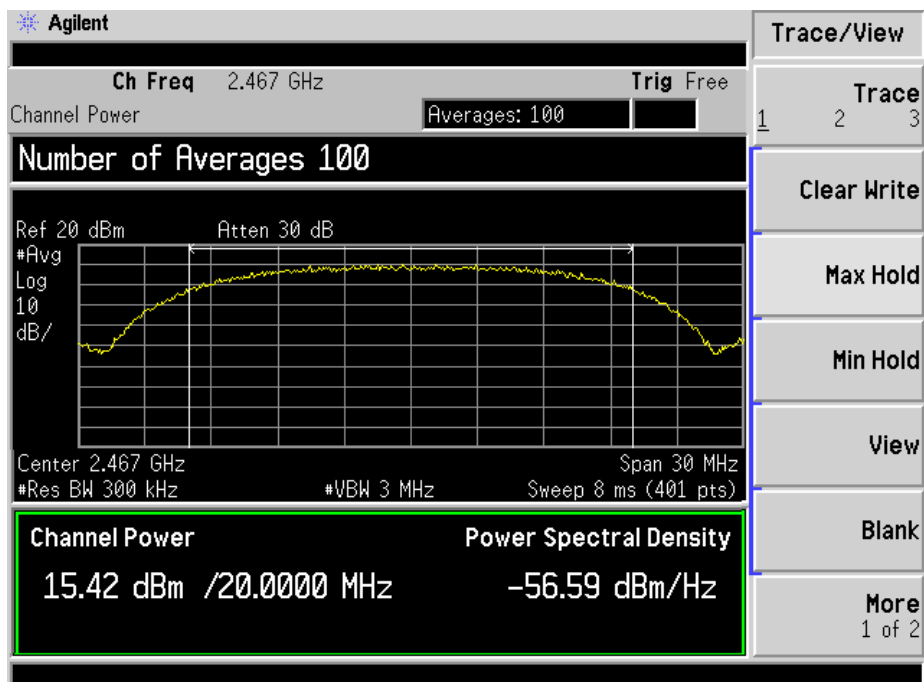 Agilent
Trace/View
Ch Freq 2.467 GHz Trig Free
Channel Power Averages: 100
Trace
1 2 3
Number of Averages 100
Clear Write
Ref 20 dBm Atten 30 dB
#Avg
Log
10
dB/
Max Hold
Min Hold
View
Center 2.467 GHz Span 30 MHz
#Res BW 300 kHz #VBW 3 MHz Sweep 8 ms (401 pts)
Channel Power Power Spectral Density
15.42 dBm /20.0000 MHz -56.59 dBm/Hz
Blank
More
1 of 2